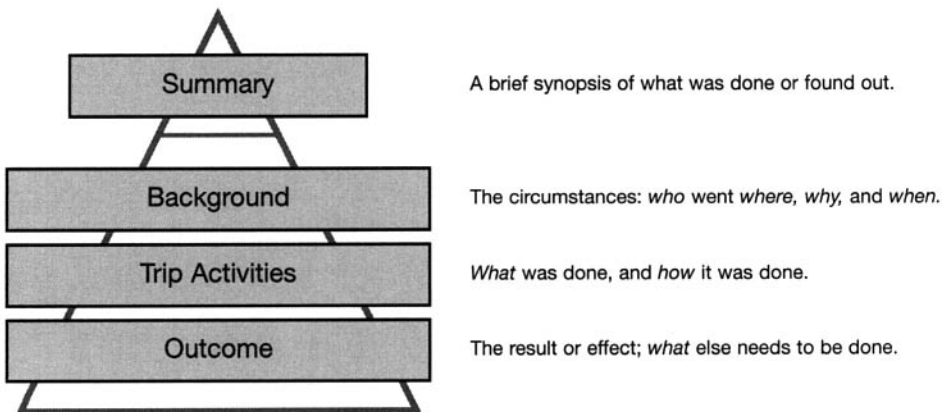 Summary
A brief synopsis of what was done or found out.
Background
The circumstances: who went where, why, and when.
Trip Activities
What was done, and how it was done.
Outcome
The result or effect; what else needs to be done.